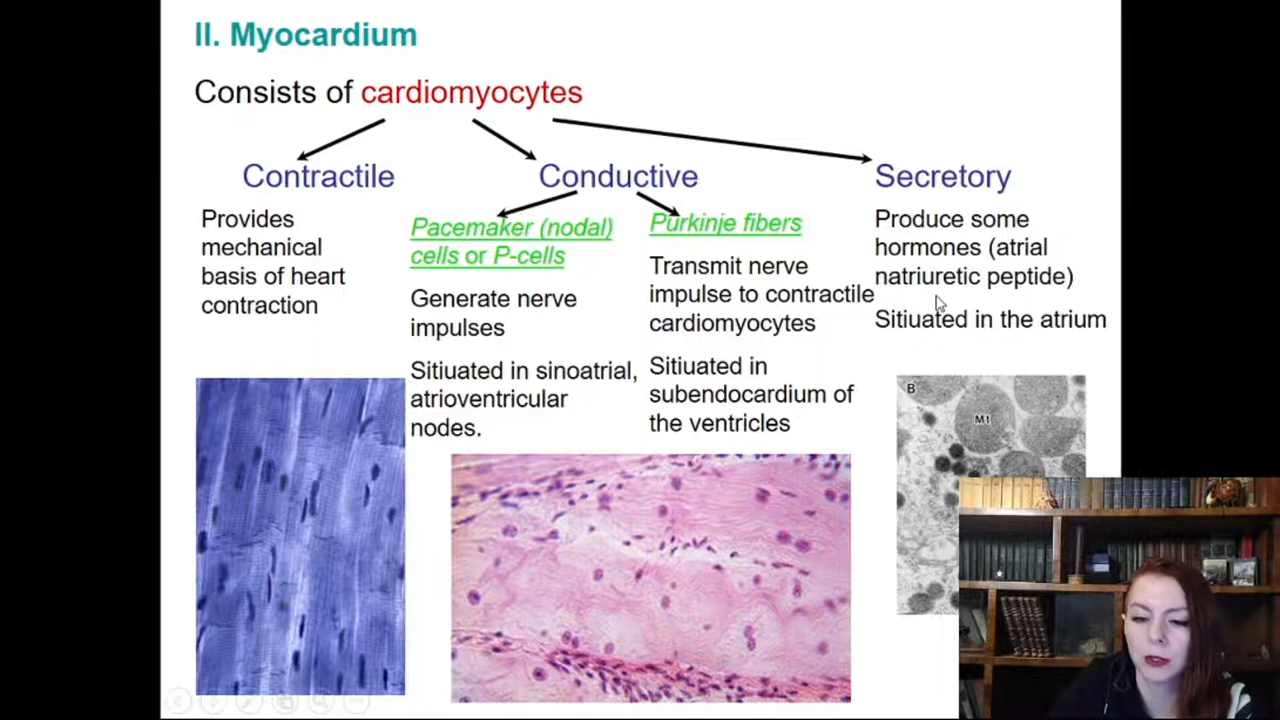 II. Myocardium
Consists of cardiomyocytes
Contractile
Provides
mechanical
basis of heart
contraction
Conductive
Pacemaker (nodal)
cells or P-cells
Generate nerve
impulses
Sitiuated in sinoatrial,
atrioventricular
nodes.
Purkinje fibers
Transmit nerve
impulse to contractile
cardiomyocytes
Sitiuated in
subendocardium of
the ventricles
Secretory
Produce some
hormones (atrial
natriuretic peptide)
Sitiuated in the atrium
B